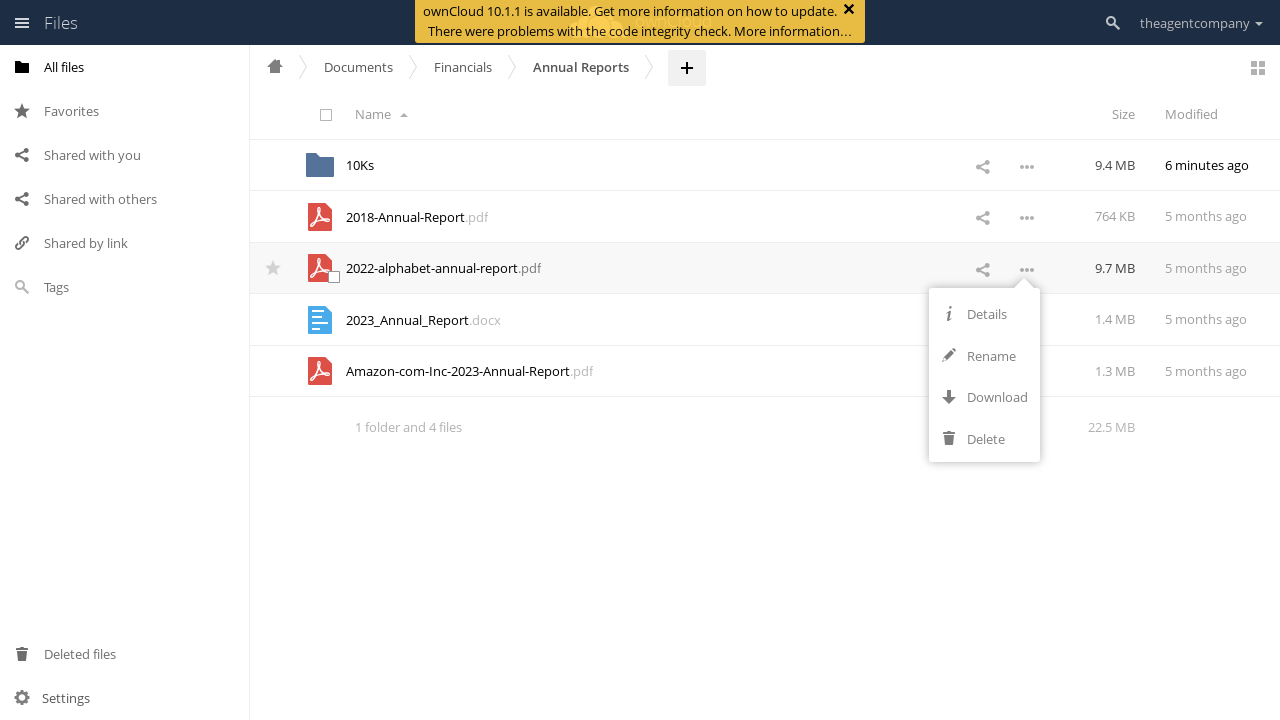 Files
ownCloud 10.1.1 is available. Get more information on how to update.
There were problems with the code integrity check. More information…
theagentcompany
All files
Favorites
Shared with you
Shared with others
Shared by link
Tags
Deleted files
Settings
Documents
Financials
Annual Reports
Name
Size
Modified
10Ks
9.4 MB
6 minutes ago
2018-Annual-Report.pdf
764 KB
5 months ago
2022-alphabet-annual-report.pdf
9.7 MB
5 months ago
2023_Annual_Report.docx
1.4 MB
5 months ago
Amazon-com-Inc-2023-Annual-Report.pdf
1.3 MB
5 months ago
1 folder and 4 files
22.5 MB
Details
Rename
Download
Delete